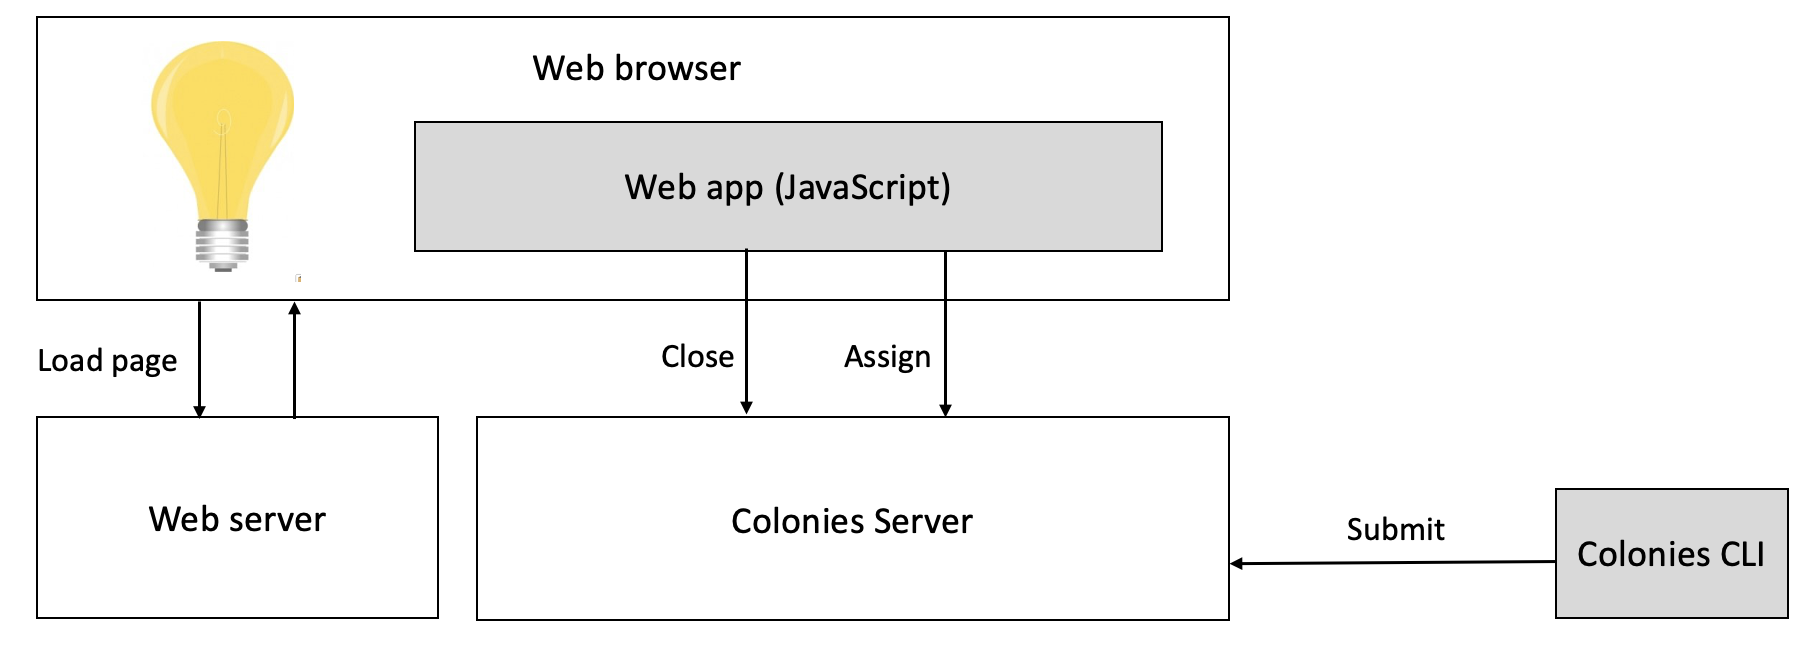 Web browser
Web app (JavaScript)
Load page
Close
Assign
Web server
Colonies Server
Submit
Colonies CLI